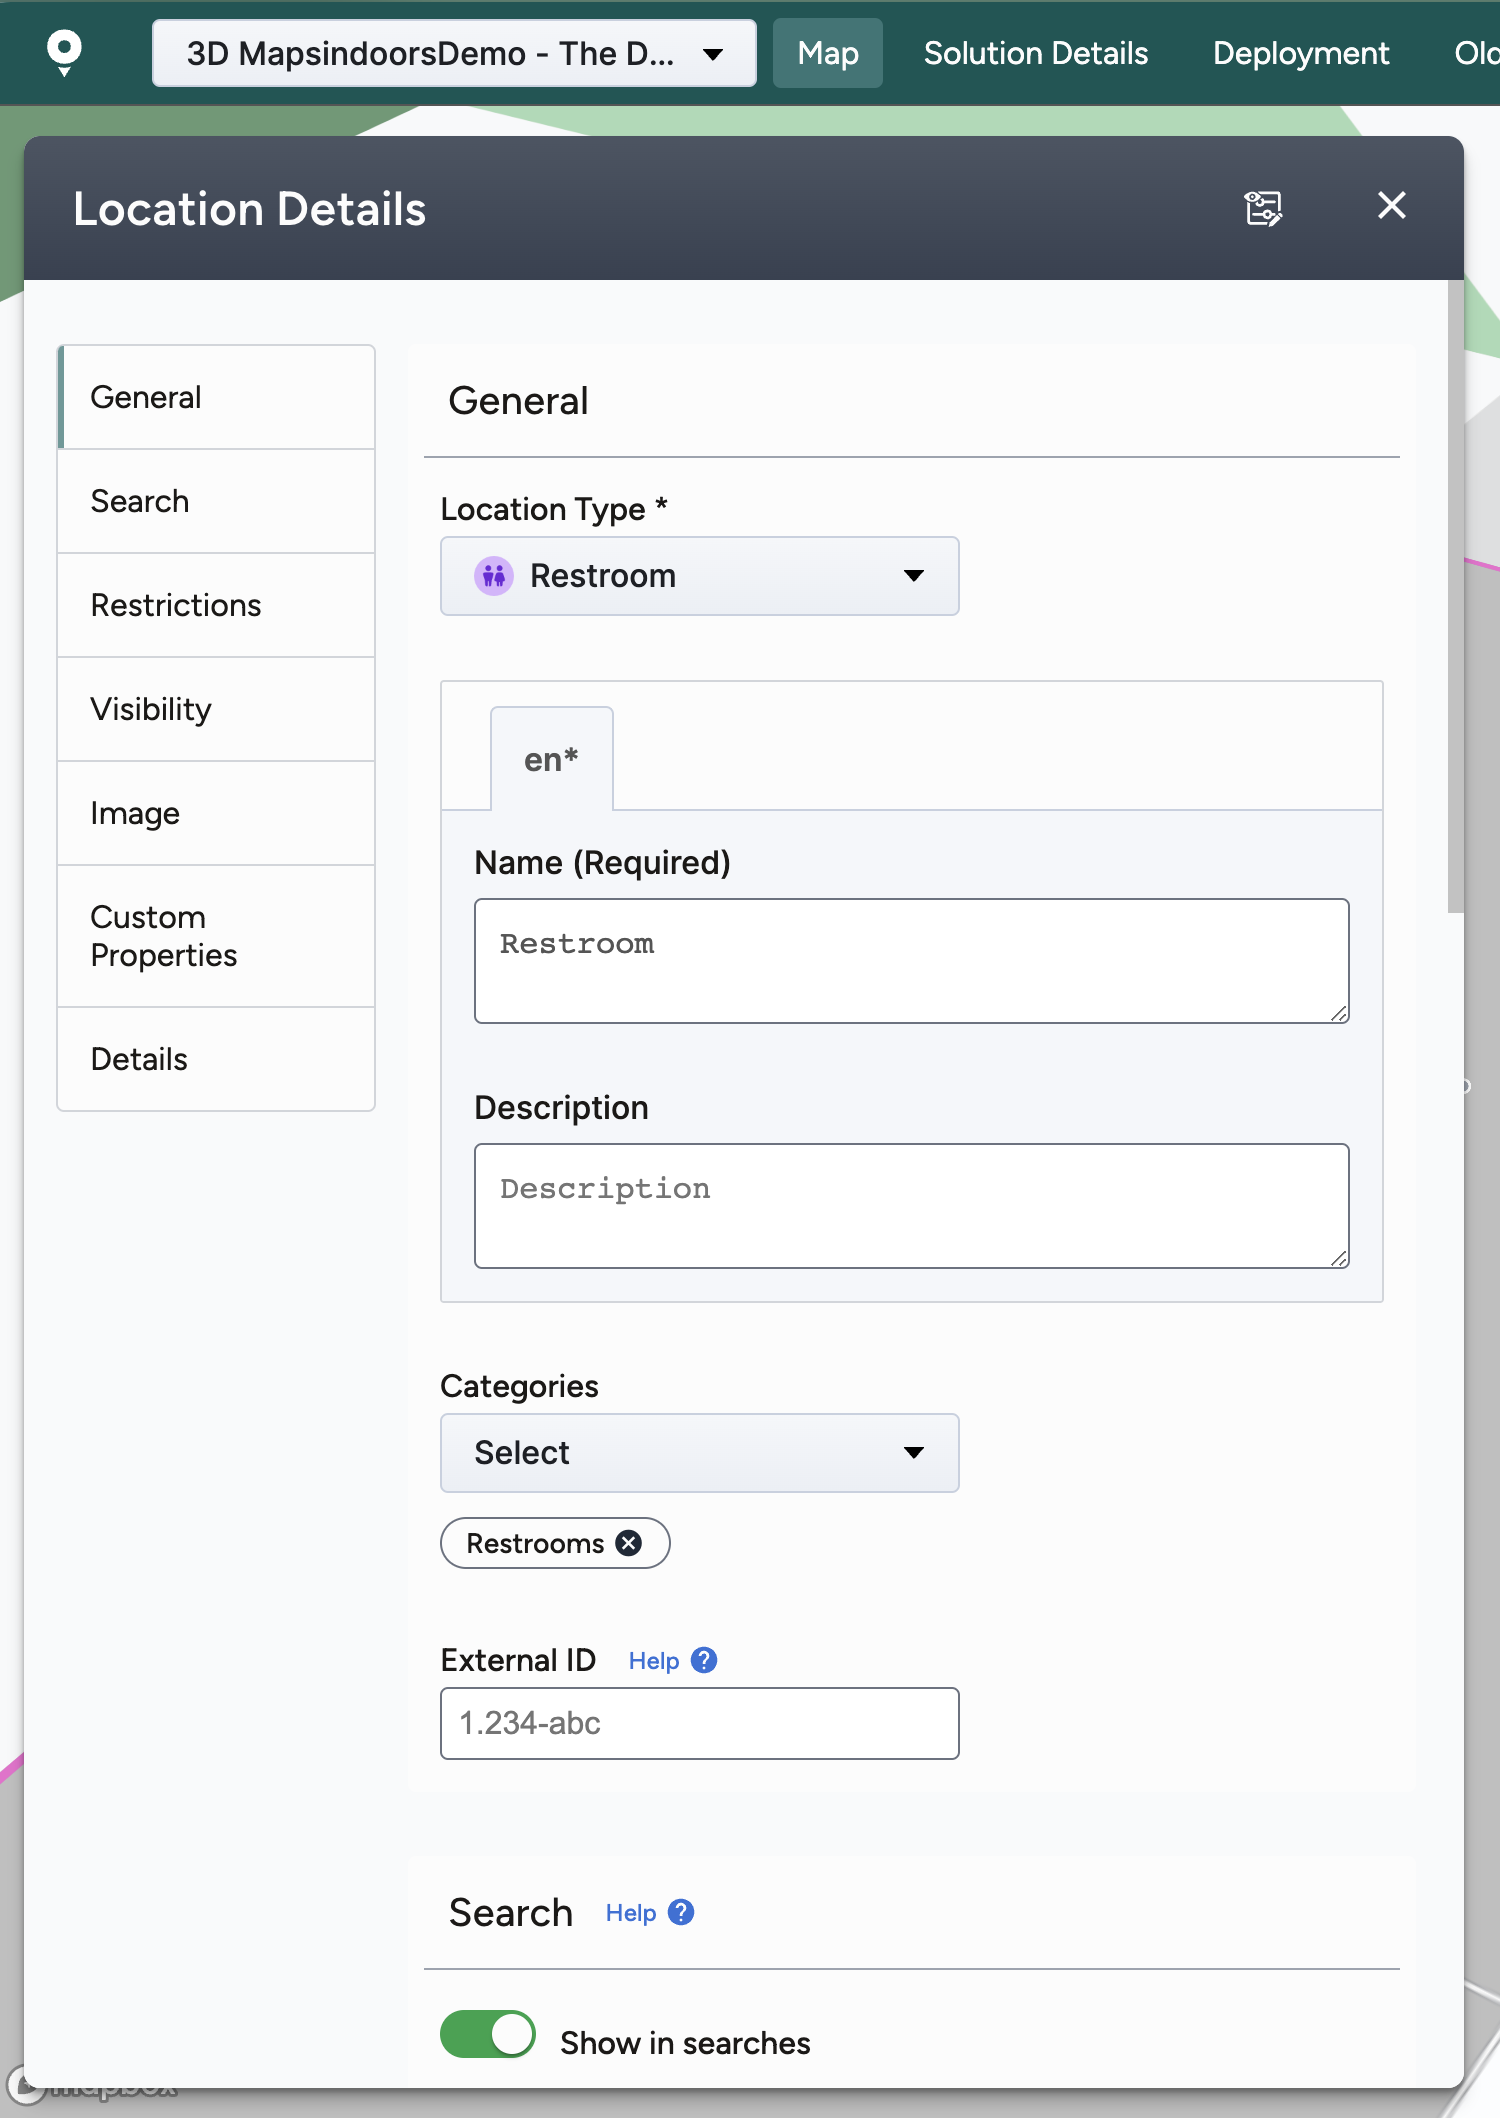 3D MapsindoorsDemo - The D...
Map
Solution Details
Deployment
Location Details
General
Search
Restrictions
Visibility
Image
Custom
Properties
Details
General
Location Type *
Restroom
en*
Name (Required)
Restroom
Description
Description
Categories
Select
Restrooms
External ID Help ?
1.234-abc
Search Help ?
Show in searches
mapbox